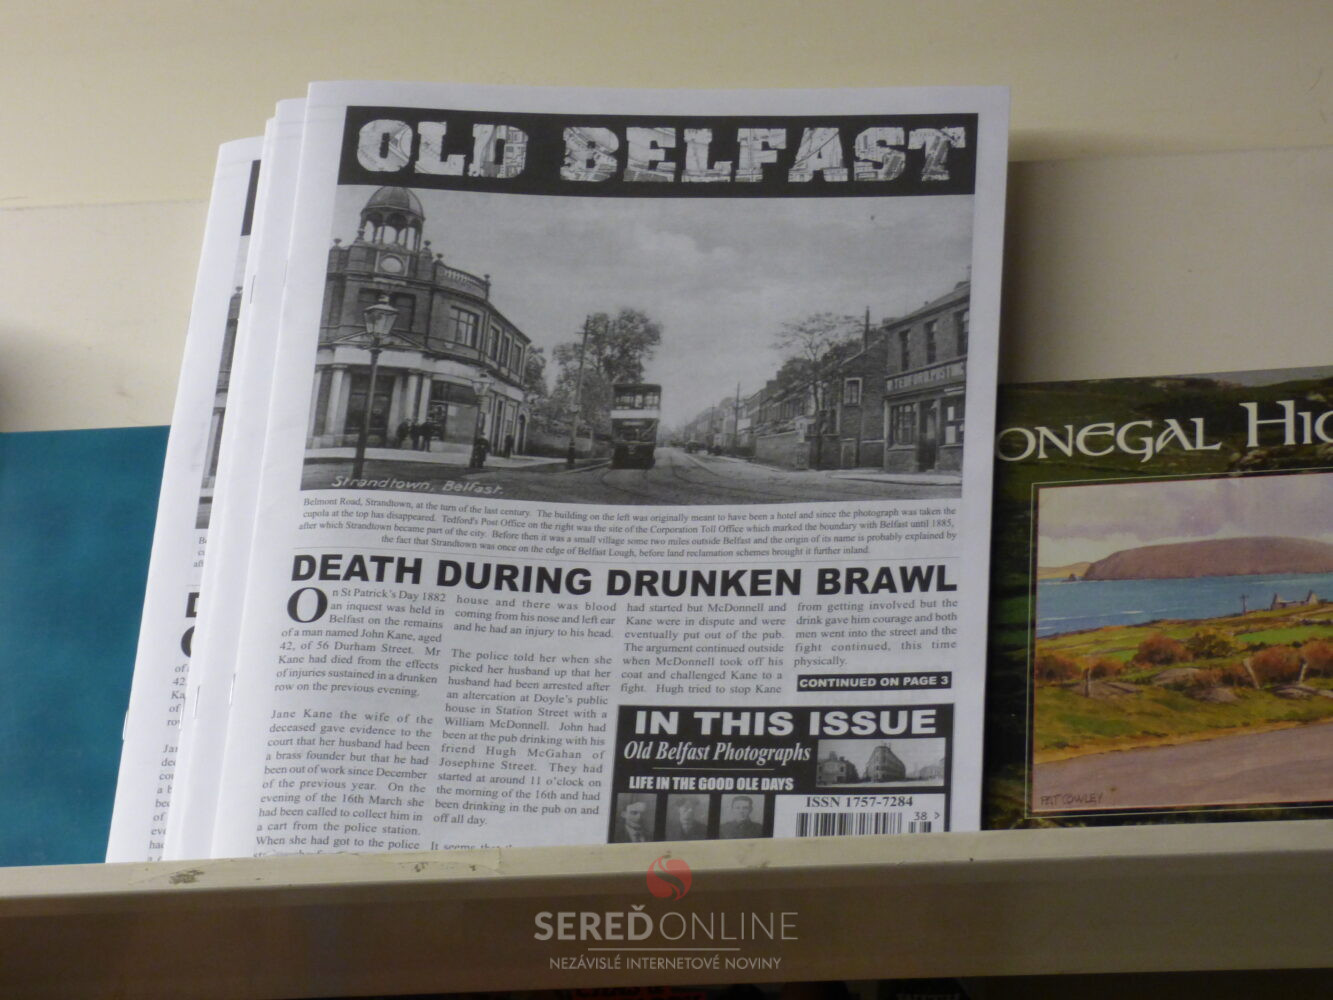 OLD BELFAST
Strandtown, Belfast.
Belmont Road, Strandtown, at the turn of the last century. The building on the left was originally meant to have been a hotel and since the photograph was taken the
cupola at the top has disappeared. Tedford's Post Office on the right was the site of the Corporation Toll Office which marked the boundary with Belfast until 1885,
after which Strandtown became part of the city. Before then it was a small village some two miles outside Belfast and the origin of its name is probably explained by
the fact that Strandtown was once on the edge of Belfast Lough, before land reclamation schemes brought it further inland.
DEATH DURING DRUNKEN BRAWL
On St Patrick's Day 1882
an inquest was held in
Belfast on the remains
of a man named John Kane, aged
42, of 56 Durham Street. Mr
Kane had died from the effects
of injuries sustained in a drunken
row on the previous evening.
Jane Kane the wife of the
deceased gave evidence to the
court that her husband had been
a brass founder but that he had
been out of work since December
of the previous year. On the
evening of the 16th March she
had been called to collect him in
a cart from the police station.
When she had got to the police
house and there was blood
coming from his nose and left ear
and he had an injury to his head.
The police told her when she
picked her husband up that her
husband had been arrested after
an altercation at Doyle's public
house in Station Street with a
William McDonnell. John had
been at the pub drinking with his
friend Hugh McGahan of
Josephine Street. They had
started at around 11 o'clock on
the morning of the 16th and had
been drinking in the pub on and
off all day.
It seems
had started but McDonnell and
Kane were in dispute and were
eventually put out of the pub.
The argument continued outside
when McDonnell took off his
coat and challenged Kane to a
fight. Hugh tried to stop Kane
from getting involved but the
drink gave him courage and both
men went into the street and the
fight continued, this time
physically.
CONTINUED ON PAGE 3
IN THIS ISSUE
Old Belfast Photographs
LIFE IN THE GOOD OLE DAYS
ISSN 1757-7284
38 >
ONEGAL HIG
PAT COWLEY
SEREĎONLINE
NEZÁVISLÉ INTERNETOVÉ NOVINY